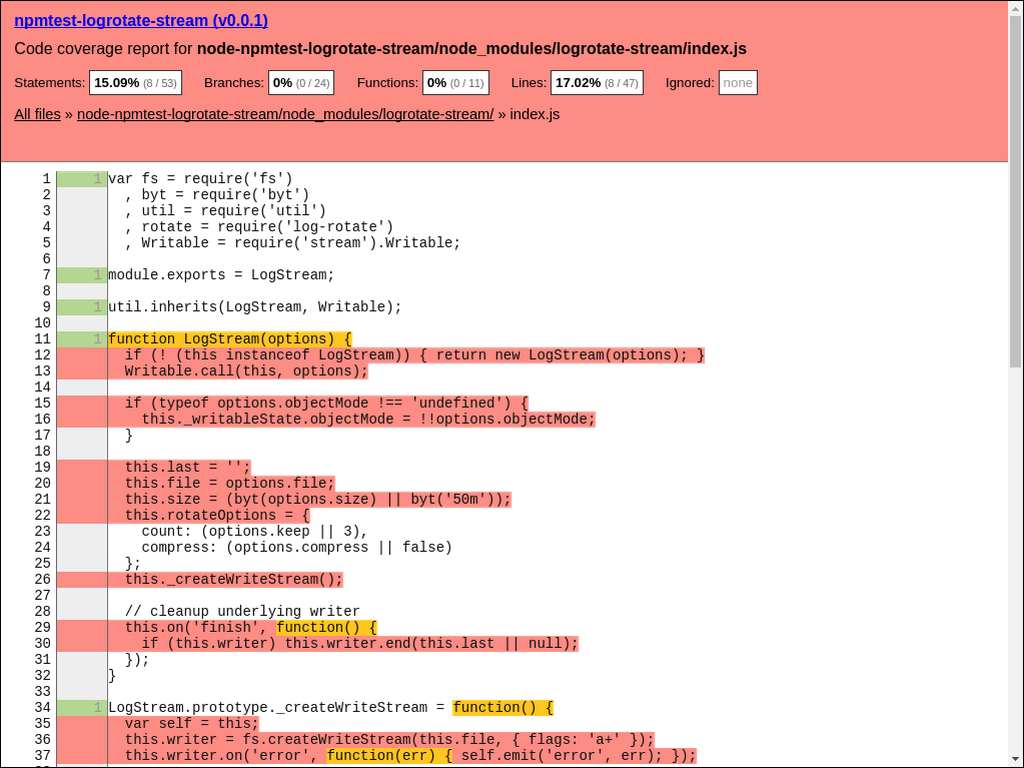 npmtest-logrotate-stream (v0.0.1)
Code coverage report for node-npmtest-logrotate-stream/node_modules/logrotate-stream/index.js
Statements: 15.09% (8 / 53) Branches: 0% (0 / 24) Functions: 0% (0 / 11) Lines: 17.02% (8 / 47) Ignored: none
All files » node-npmtest-logrotate-stream/node_modules/logrotate-stream/ » index.js
1 1 var fs = require('fs')
2   , byt = require('byt')
3   , util = require('util')
4   , rotate = require('log-rotate')
5   , Writable = require('stream').Writable;
6
7 1 module.exports = LogStream;
8
9 1 util.inherits(LogStream, Writable);
10
11 1 function LogStream(options) {
12   if (! (this instanceof LogStream)) { return new LogStream(options); }
13   Writable.call(this, options);
14
15   if (typeof options.objectMode !== 'undefined') {
16     this._writableState.objectMode = !!options.objectMode;
17   }
18
19   this.last = '';
20   this.file = options.file;
21   this.size = (byt(options.size) || byt('50m'));
22   this.rotateOptions = {
23     count: (options.keep || 3),
24     compress: (options.compress || false)
25   };
26   this._createWriteStream();
27
28   // cleanup underlying writer
29   this.on('finish', function() {
30     if (this.writer) this.writer.end(this.last || null);
31   });
32 }
33
34 1 LogStream.prototype._createWriteStream = function() {
35   var self = this;
36   this.writer = fs.createWriteStream(this.file, { flags: 'a+' });
37   this.writer.on('error', function(err) { self.emit('error', err); });